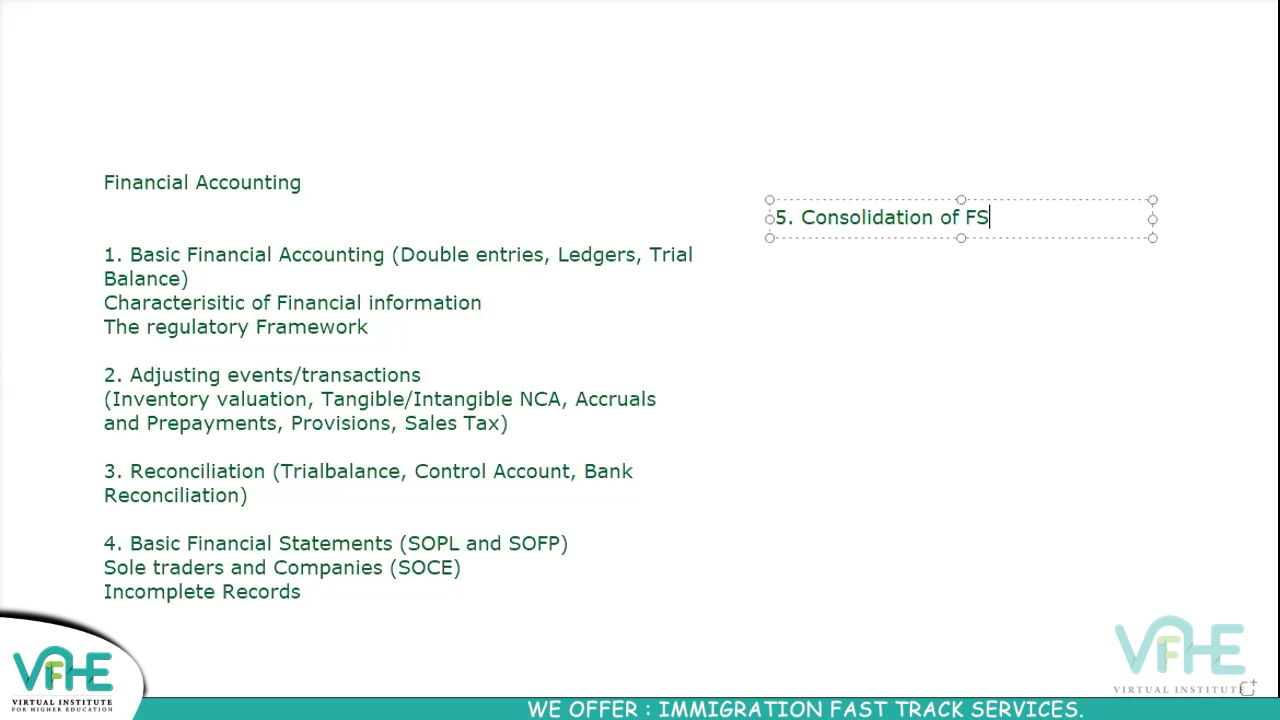 Financial Accounting
1. Basic Financial Accounting (Double entries, Ledgers, Trial
Balance)
Characterisitic of Financial information
The regulatory Framework
2. Adjusting events/transactions
(Inventory valuation, Tangible/Intangible NCA, Accruals
and Prepayments, Provisions, Sales Tax)
3. Reconciliation (Trialbalance, Control Account, Bank
Reconciliation)
4. Basic Financial Statements (SOPL and SOFP)
Sole traders and Companies (SOCE)
Incomplete Records
5. Consolidation of FS
VIFHE
VIRTUAL INSTITUTE
FOR HIGHER EDUCATION
VIFHE
VIRTUAL INSTITUTE
WE OFFER : IMMIGRATION FAST TRACK SERVICES.